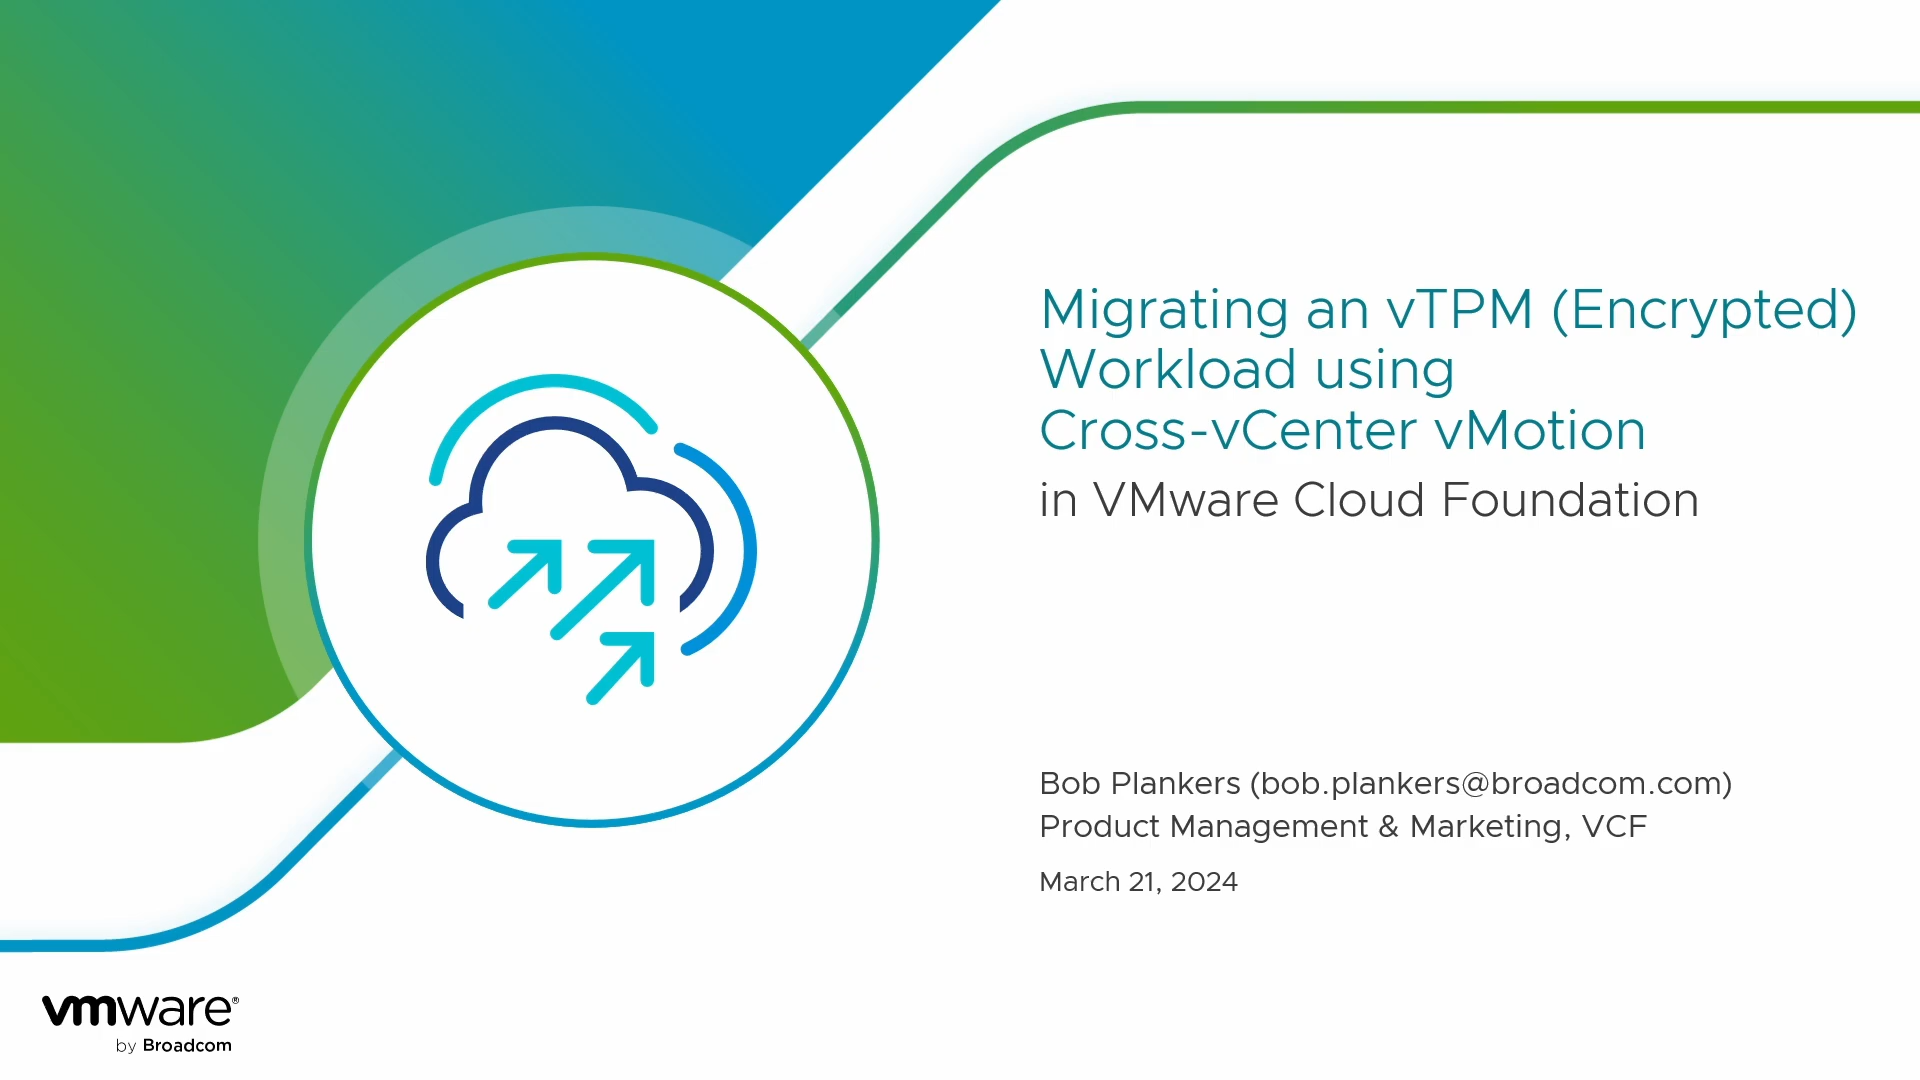 Migrating an vTPM (Encrypted)
Workload using
Cross-vCenter vMotion
in VMware Cloud Foundation
Bob Plankers (bob.plankers@broadcom.com)
Product Management & Marketing, VCF
March 21, 2024
vmware®
by Broadcom